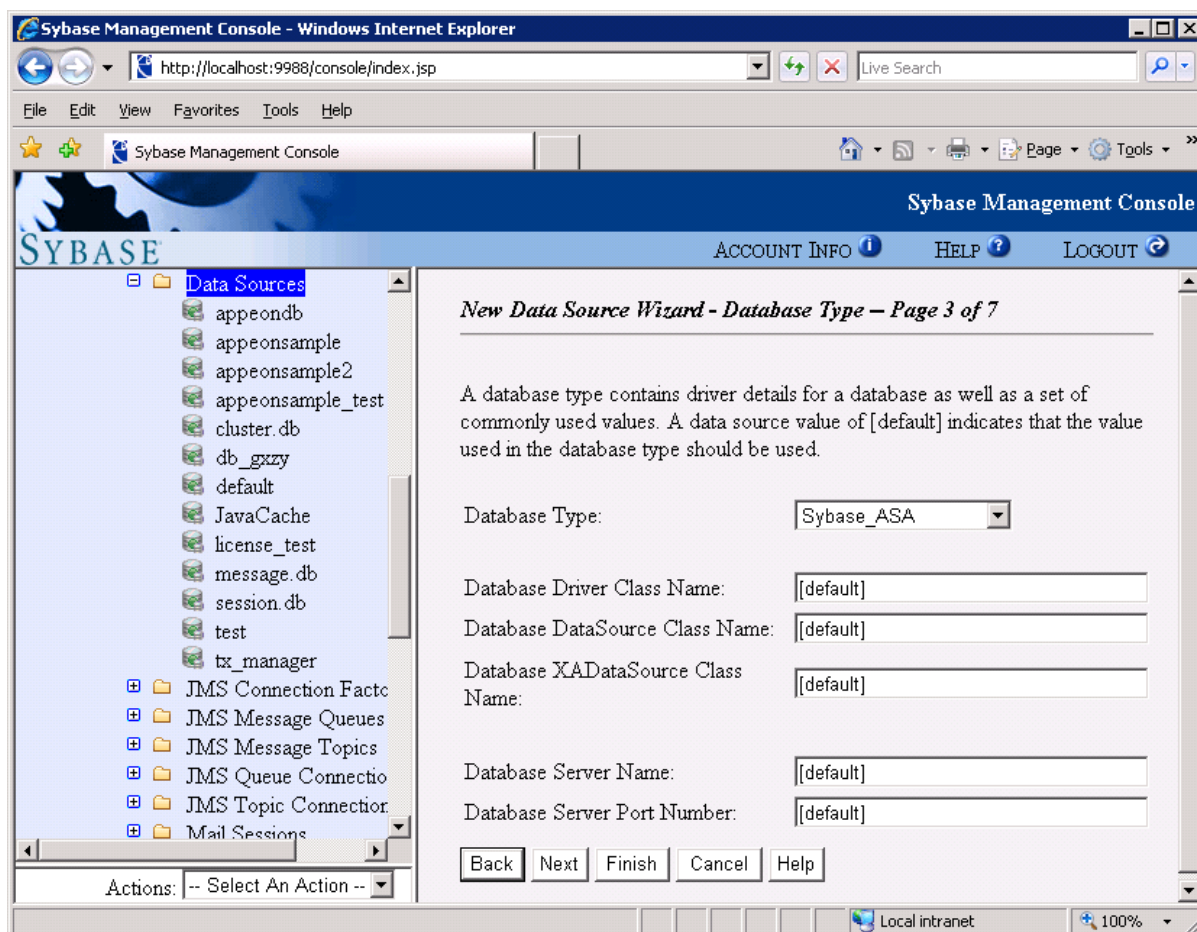 Sybase Management Console - Windows Internet Explorer
http://localhost:9988/console/index.jsp
Live Search
File Edit View Favorites Tools Help
Sybase Management Console
Page Tools »
Sybase Management Console
SYBASE
ACCOUNT INFO HELP LOGOUT
Data Sources
appeondb
appeonsample
appeonsample2
appeonsample_test
cluster.db
db_gxzy
default
JavaCache
license_test
message.db
session.db
test
tx_manager
JMS Connection Facto
JMS Message Queues
JMS Message Topics
JMS Queue Connectio
JMS Topic Connection
Mail Sessions
Actions: -- Select An Action --
New Data Source Wizard - Database Type – Page 3 of 7
A database type contains driver details for a database as well as a set of
commonly used values. A data source value of [default] indicates that the value
used in the database type should be used.
Database Type: Sybase_ASA
Database Driver Class Name: [default]
Database DataSource Class Name: [default]
Database XADataSource Class
Name: [default]
Database Server Name: [default]
Database Server Port Number: [default]
Back Next Finish Cancel Help
Local intranet 100%